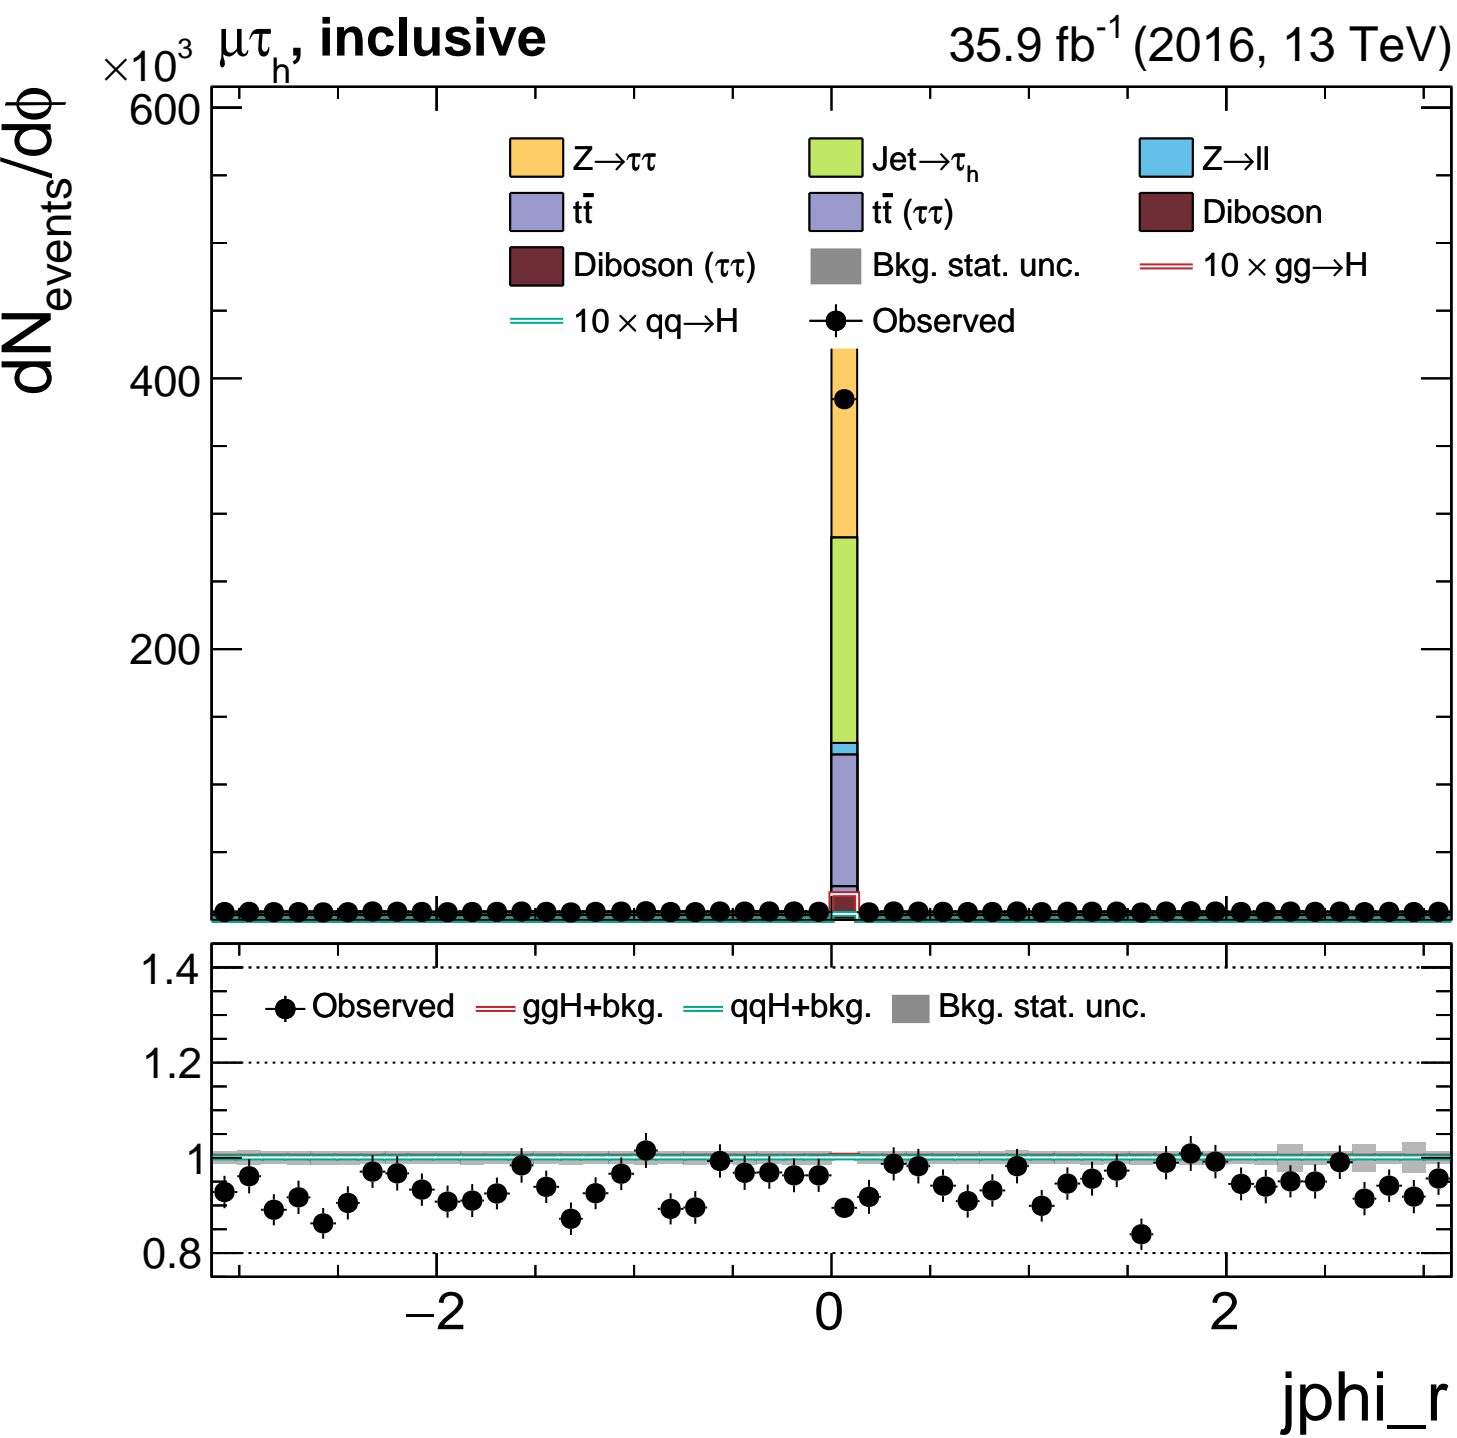 ×10³ μτh, inclusive 35.9 fb⁻¹ (2016, 13 TeV)
dNevents/dϕ
600
400
200
Z→ττ Jet→τh Z→ll
tt̄ tt̄ (ττ) Diboson
Diboson (ττ) Bkg. stat. unc. 10 × gg→H
10 × qq→H Observed
1.4
1.2
1
0.8
Observed ggH+bkg. qqH+bkg. Bkg. stat. unc.
−2 0 2
jphi_r